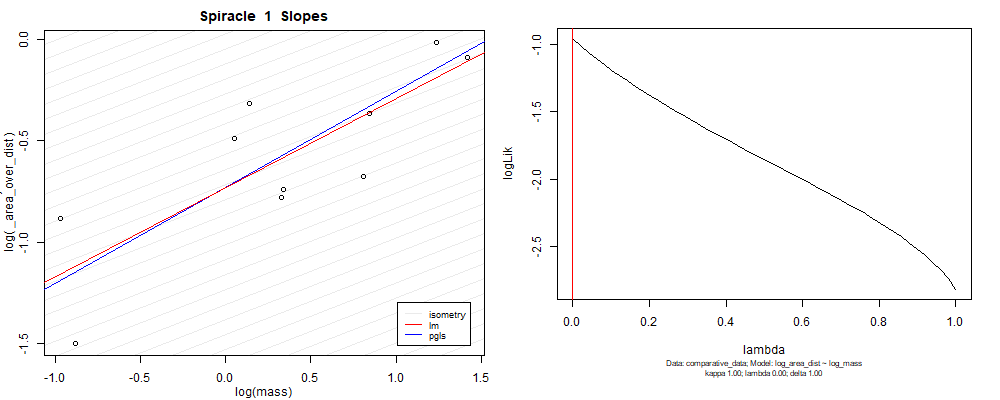 Spiracle 1 Slopes
log(_area_over_dist)
0.0
-0.5
-1.0
-1.5
-1.0
-0.5
0.0
0.5
1.0
1.5
log(mass)
isometry
lm
pgls
logLik
-1.0
-1.5
-2.0
-2.5
0.0
0.2
0.4
0.6
0.8
1.0
lambda
Data: comparative_data; Model: log_area_dist ~ log_mass
kappa 1.00; lambda 0.00; delta 1.00